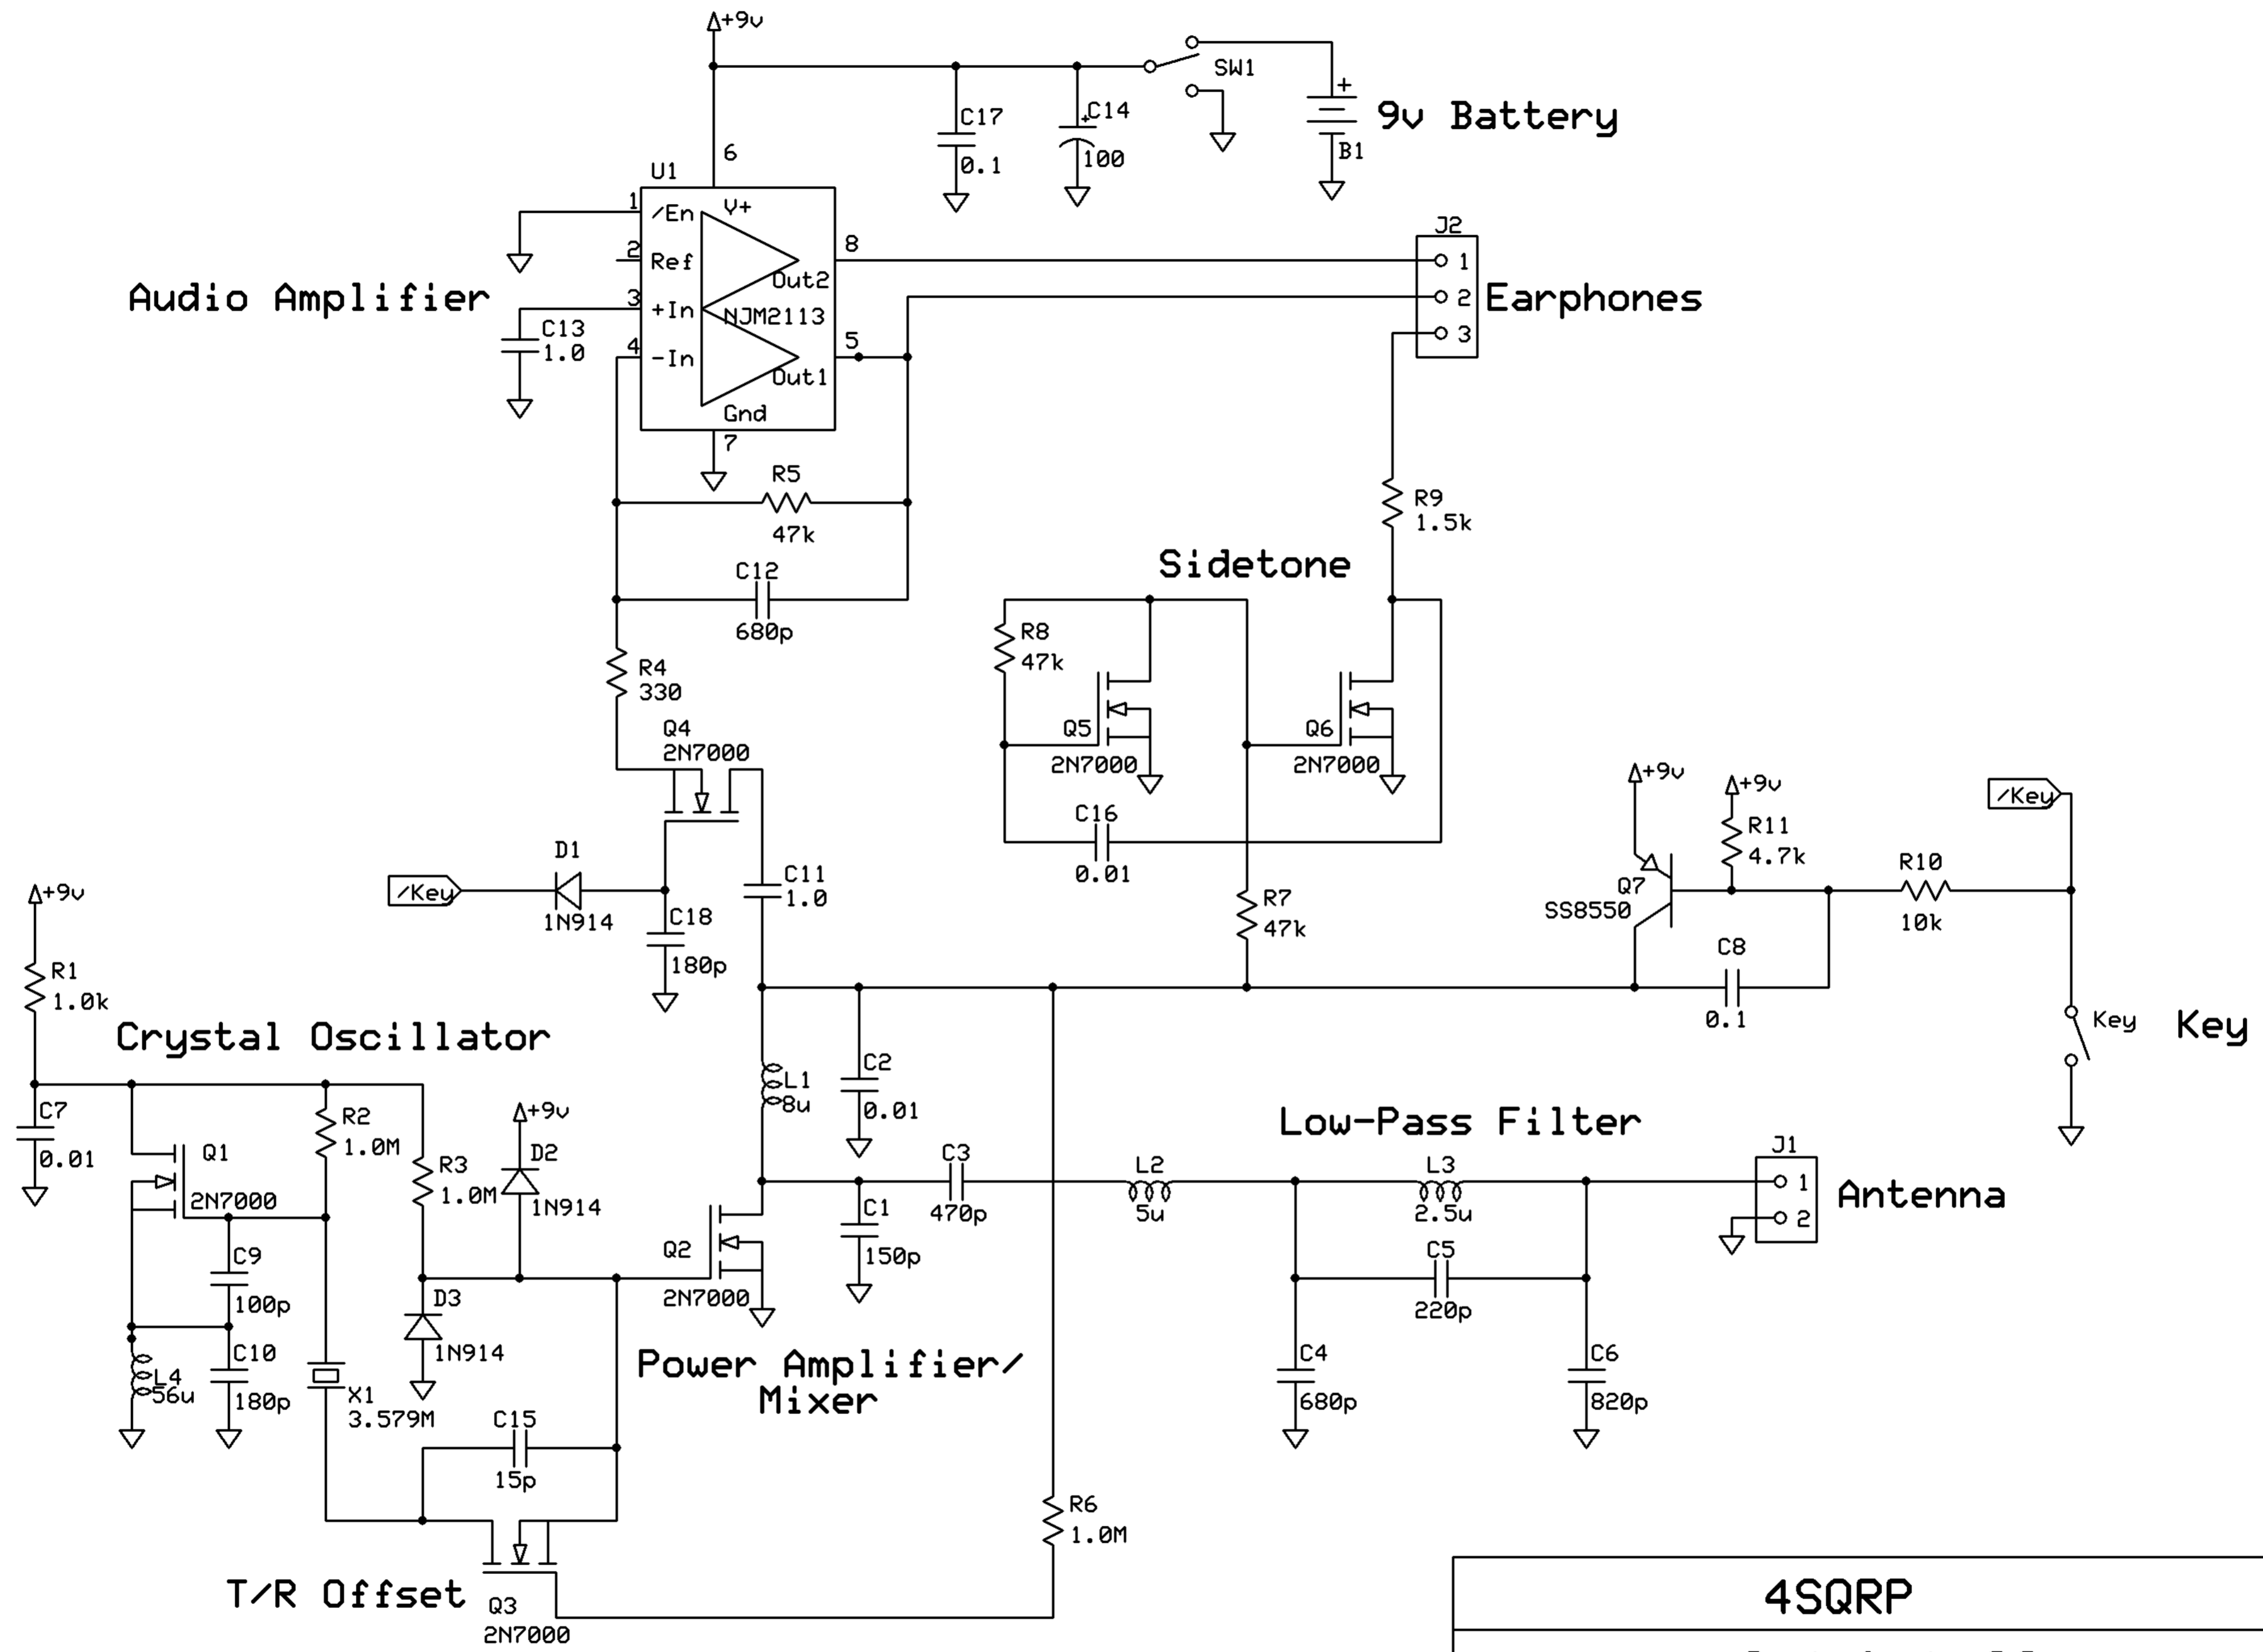 +9v
SW1
+
9v Battery
B1
C17
0.1
+
C14
100
6
U1
1
/En
V+
2
Ref
8
Out2
3
+In
NJM2113
4
-In
5
Out1
Gnd
7
Audio Amplifier
C13
1.0
J2
1
2
3
Earphones
R5
47k
C12
680p
R4
330
R9
1.5k
Sidetone
R8
47k
Q5
2N7000
Q6
2N7000
C16
0.01
R7
47k
Q4
2N7000
D1
1N914
/Key
C18
180p
C11
1.0
+9v
+9v
R11
4.7k
/Key
R10
10k
Q7
SS8550
C8
0.1
Key
Key
+9v
R1
1.0k
Crystal Oscillator
C7
0.01
Q1
2N7000
R2
1.0M
R3
1.0M
+9v
D2
1N914
L1
8u
C2
0.01
C9
100p
C10
180p
L4
56u
X1
3.579M
D3
1N914
Q2
2N7000
C1
150p
C3
470p
Power Amplifier/
Mixer
Low-Pass Filter
L2
5u
L3
2.5u
C5
220p
C4
680p
C6
820p
J1
1
2
Antenna
C15
15p
R6
1.0M
T/R Offset
Q3
2N7000
4SQRP